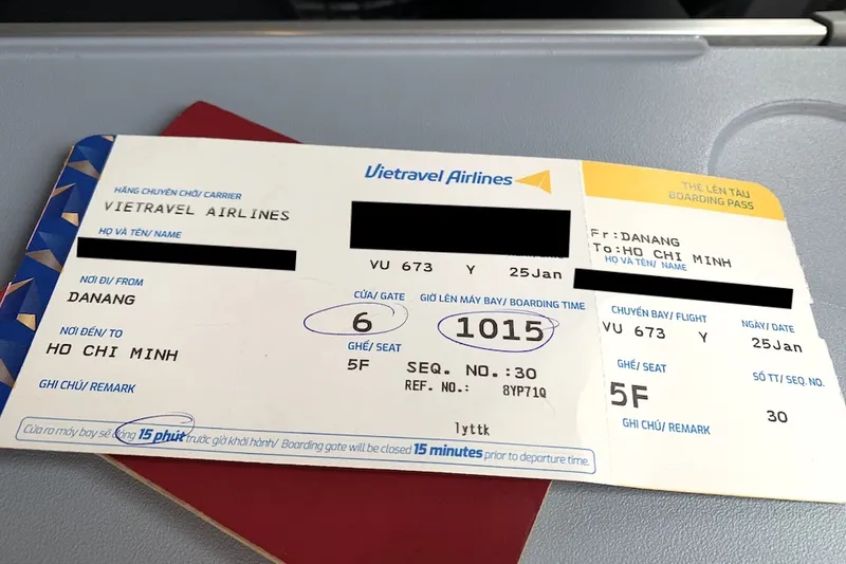 Vietravel Airlines
HÃNG CHUYÊN CHỞ/ CARRIER
VIETRAVEL AIRLINES
HỌ VÀ TÊN/ NAME
VU 673 Y 25Jan
NƠI ĐI/ FROM
DANANG
CỬA/ GATE GIỜ LÊN MÁY BAY/ BOARDING TIME
6 1015
NƠI ĐẾN/ TO
HO CHI MINH
GHẾ/ SEAT
5F
SEQ. NO.:30
REF. NO.: 8YP71Q
GHI CHÚ/ REMARK
lyttk
Cửa ra máy bay sẽ đóng 15 phút trước giờ khởi hành/ Boarding gate will be closed 15 minutes prior to departure time.
THẺ LÊN TÀU
BOARDING PASS
Fr:DANANG
To:HO CHI MINH
HỌ VÀ TÊN/ NAME
CHUYẾN BAY/ FLIGHT NGÀY/ DATE
VU 673 Y 25Jan
GHẾ/ SEAT SỐ TT/ SEQ. NO.
5F 30
GHI CHÚ/ REMARK